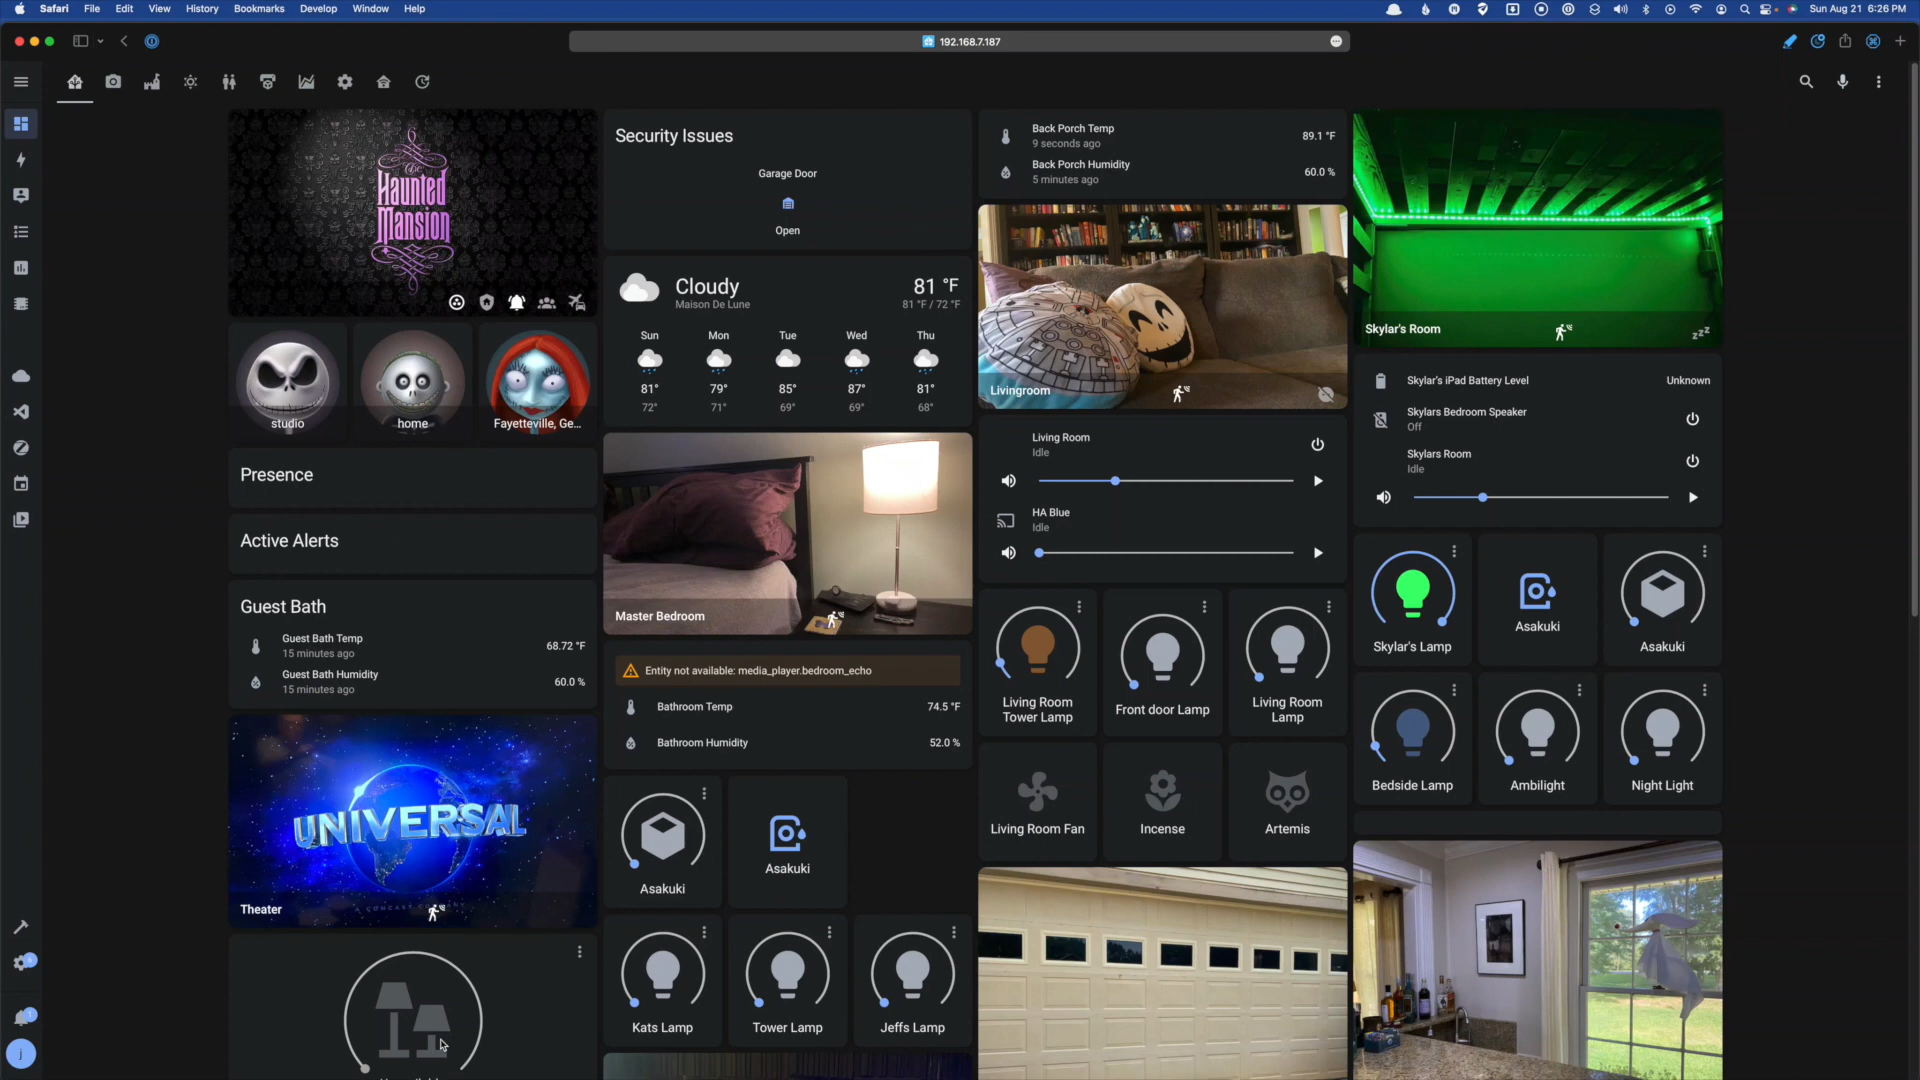 Safari File Edit View History Bookmarks Develop Window Help
Sun Aug 21 6:26 PM
192.168.7.187
The
Haunted
Mansion
studio
home
Fayetteville, Ge...
Presence
Active Alerts
Guest Bath
Guest Bath Temp
15 minutes ago
68.72 °F
Guest Bath Humidity
15 minutes ago
60.0 %
UNIVERSAL
A COMCAST COMPANY
Theater
Security Issues
Garage Door
Open
Cloudy
Maison De Lune
81 °F
81 °F / 72 °F
Sun Mon Tue Wed Thu
81° 79° 85° 87° 81°
72° 71° 69° 69° 68°
Master Bedroom
Entity not available: media_player.bedroom_echo
Bathroom Temp 74.5 °F
Bathroom Humidity 52.0 %
Asakuki
Asakuki
Kats Lamp
Tower Lamp
Jeffs Lamp
Back Porch Temp
9 seconds ago
89.1 °F
Back Porch Humidity
5 minutes ago
60.0 %
Livingroom
Living Room
Idle
HA Blue
Idle
Living Room
Tower Lamp
Front door Lamp
Living Room
Lamp
Living Room Fan
Incense
Artemis
Skylar's Room
zzz
Skylar's iPad Battery Level Unknown
Skylars Bedroom Speaker
Off
Skylars Room
Idle
Skylar's Lamp
Asakuki
Asakuki
Bedside Lamp
Ambilight
Night Light
6
1
j